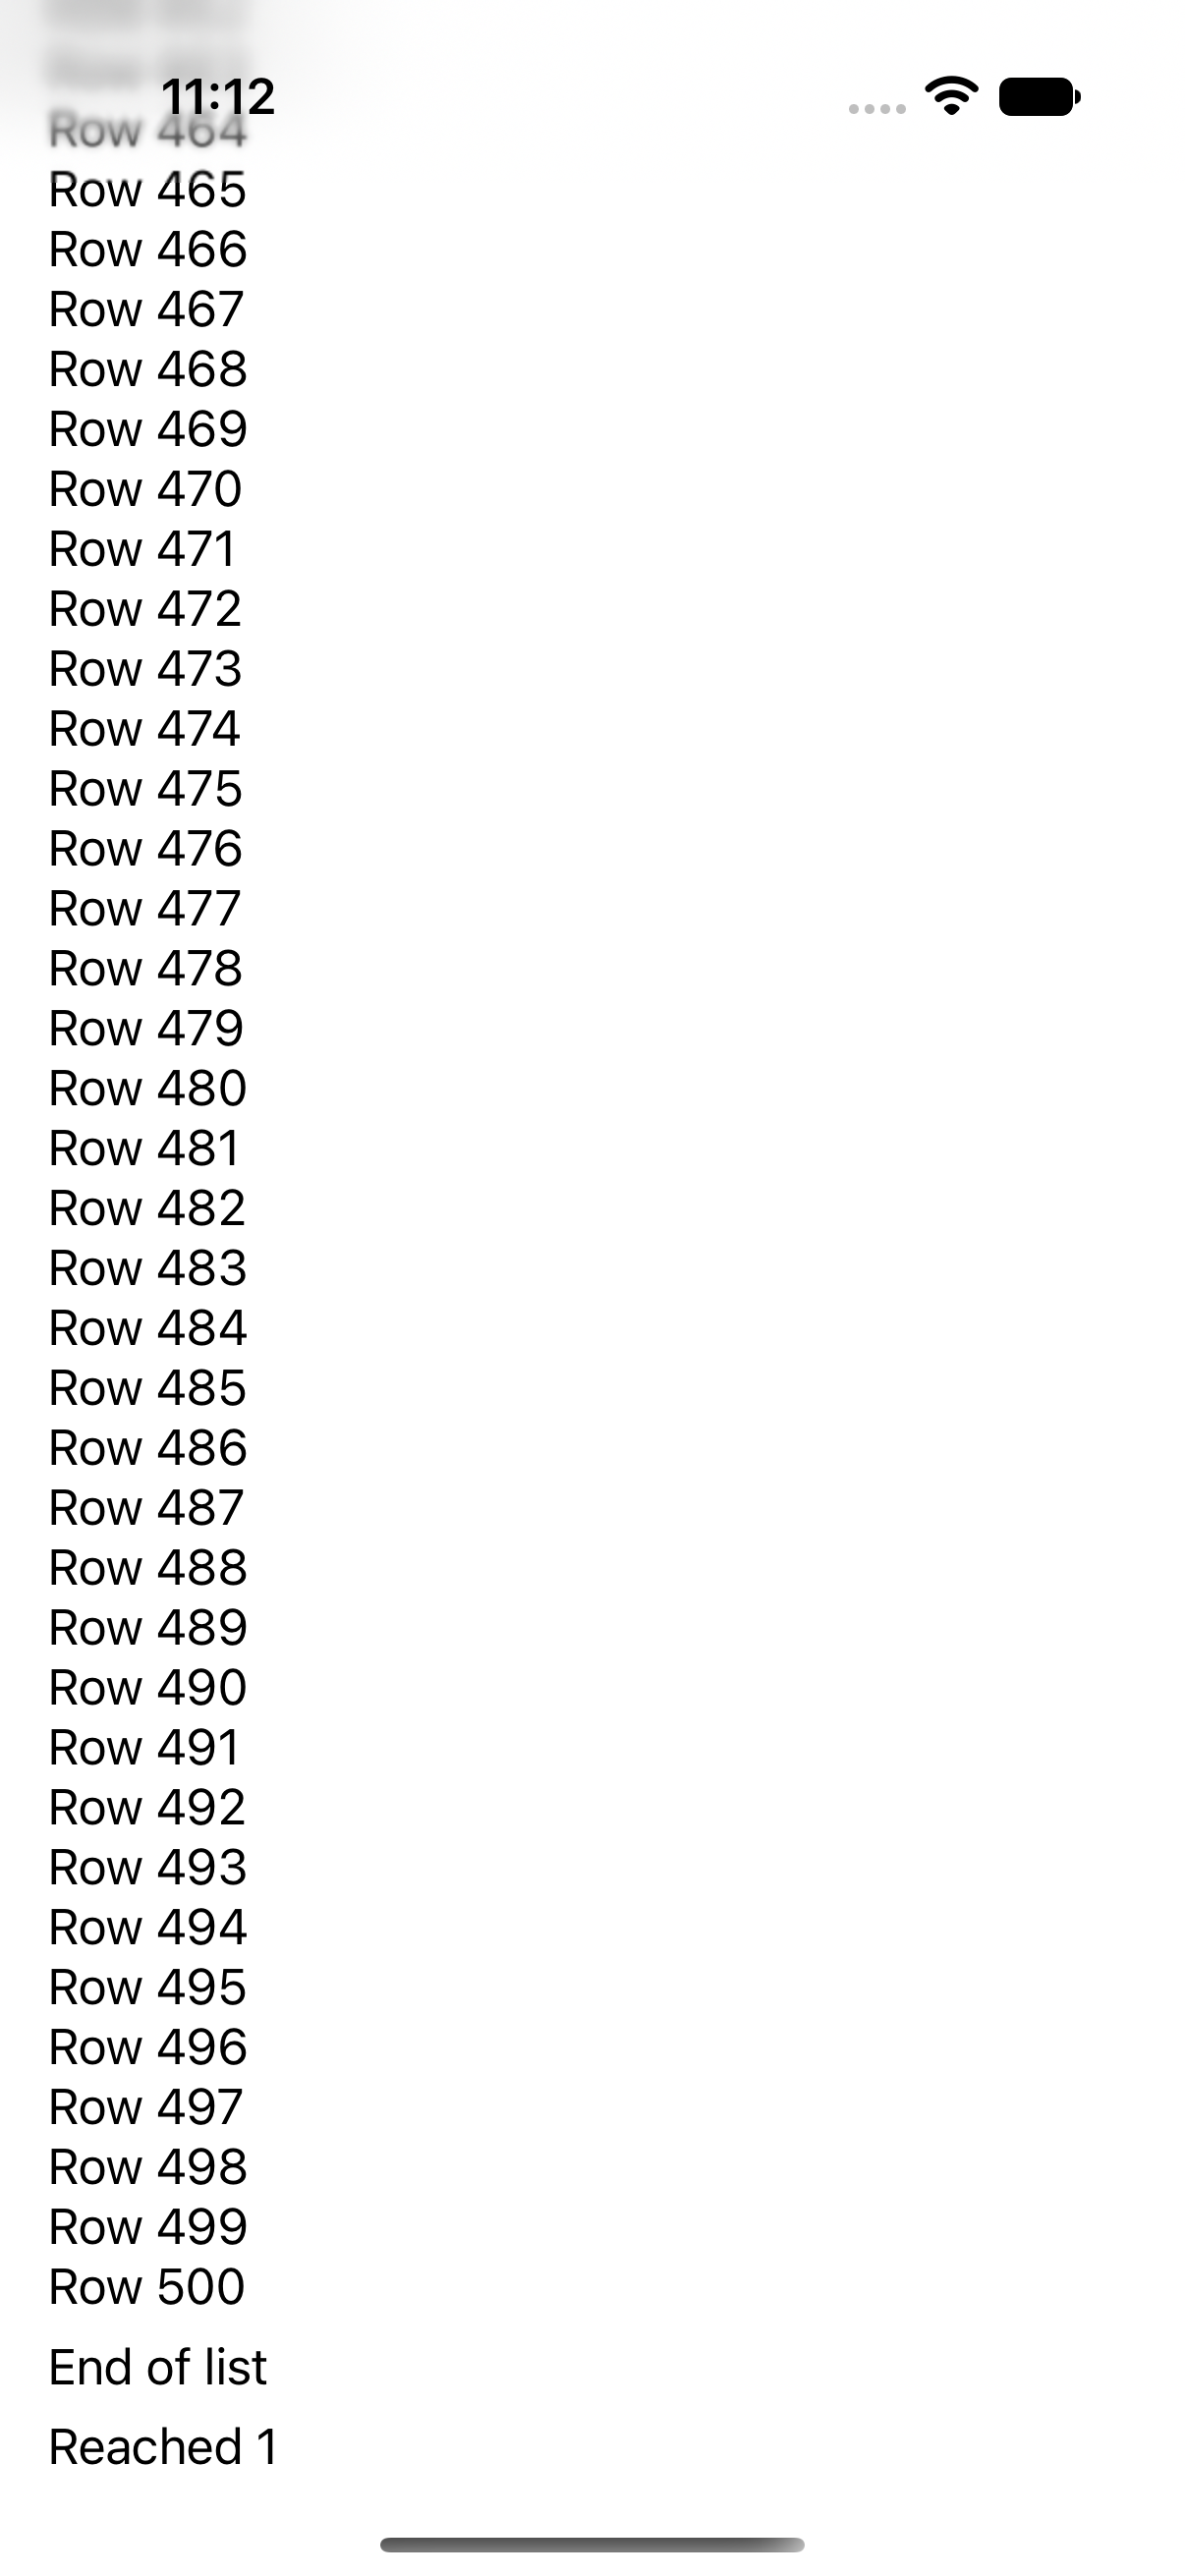 11:12
Row 464
Row 465
Row 466
Row 467
Row 468
Row 469
Row 470
Row 471
Row 472
Row 473
Row 474
Row 475
Row 476
Row 477
Row 478
Row 479
Row 480
Row 481
Row 482
Row 483
Row 484
Row 485
Row 486
Row 487
Row 488
Row 489
Row 490
Row 491
Row 492
Row 493
Row 494
Row 495
Row 496
Row 497
Row 498
Row 499
Row 500
End of list
Reached 1